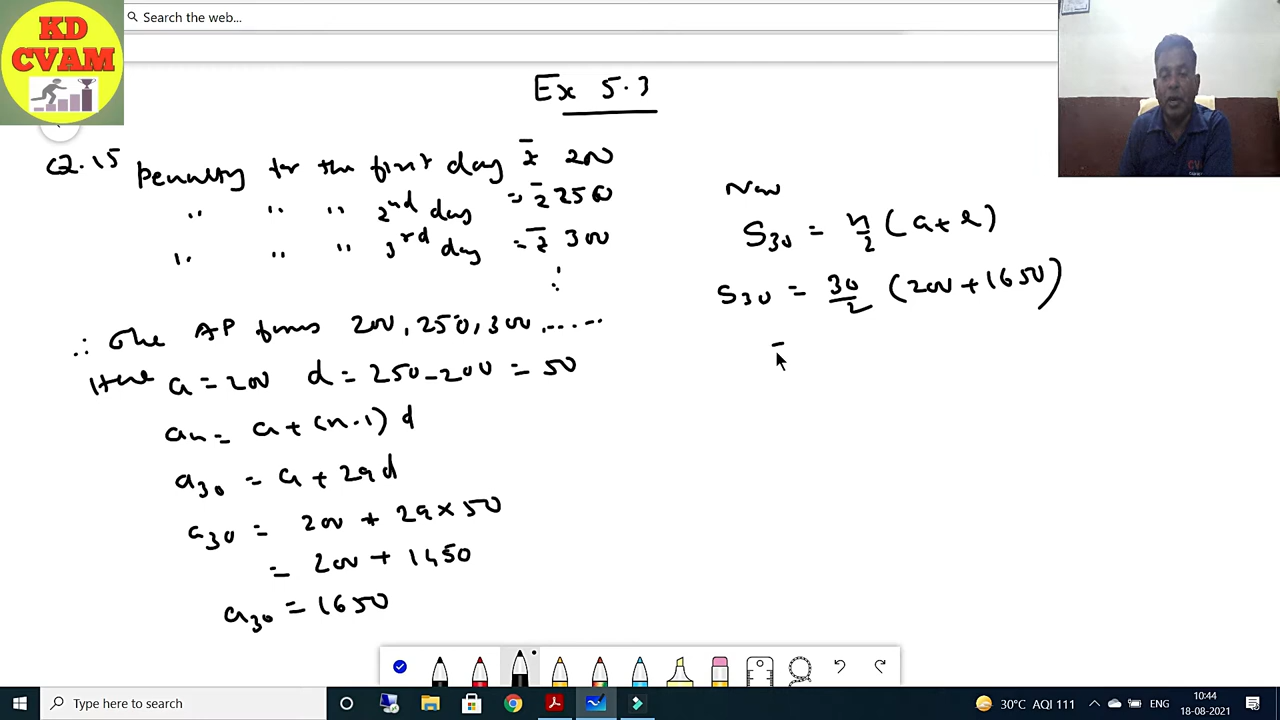 KD
CVAM
Search the web...
Ex 5.3
Q.15 Penalty for the first day ₹ 200
" " " 2nd day = ₹ 250
" " " 3rd day = ₹ 300
⋮
∴ The AP forms 200, 250, 300, ......
Here a = 200 d = 250 - 200 = 50
an = a + (n-1) d
a30 = a + 29d
a30 = 200 + 29 × 50
= 200 + 1450
a30 = 1650
Now
S30 = n/2 (a + l)
S30 = 30/2 (200 + 1650)
Type here to search
30°C AQI 111
ENG
10:44
18-08-2021